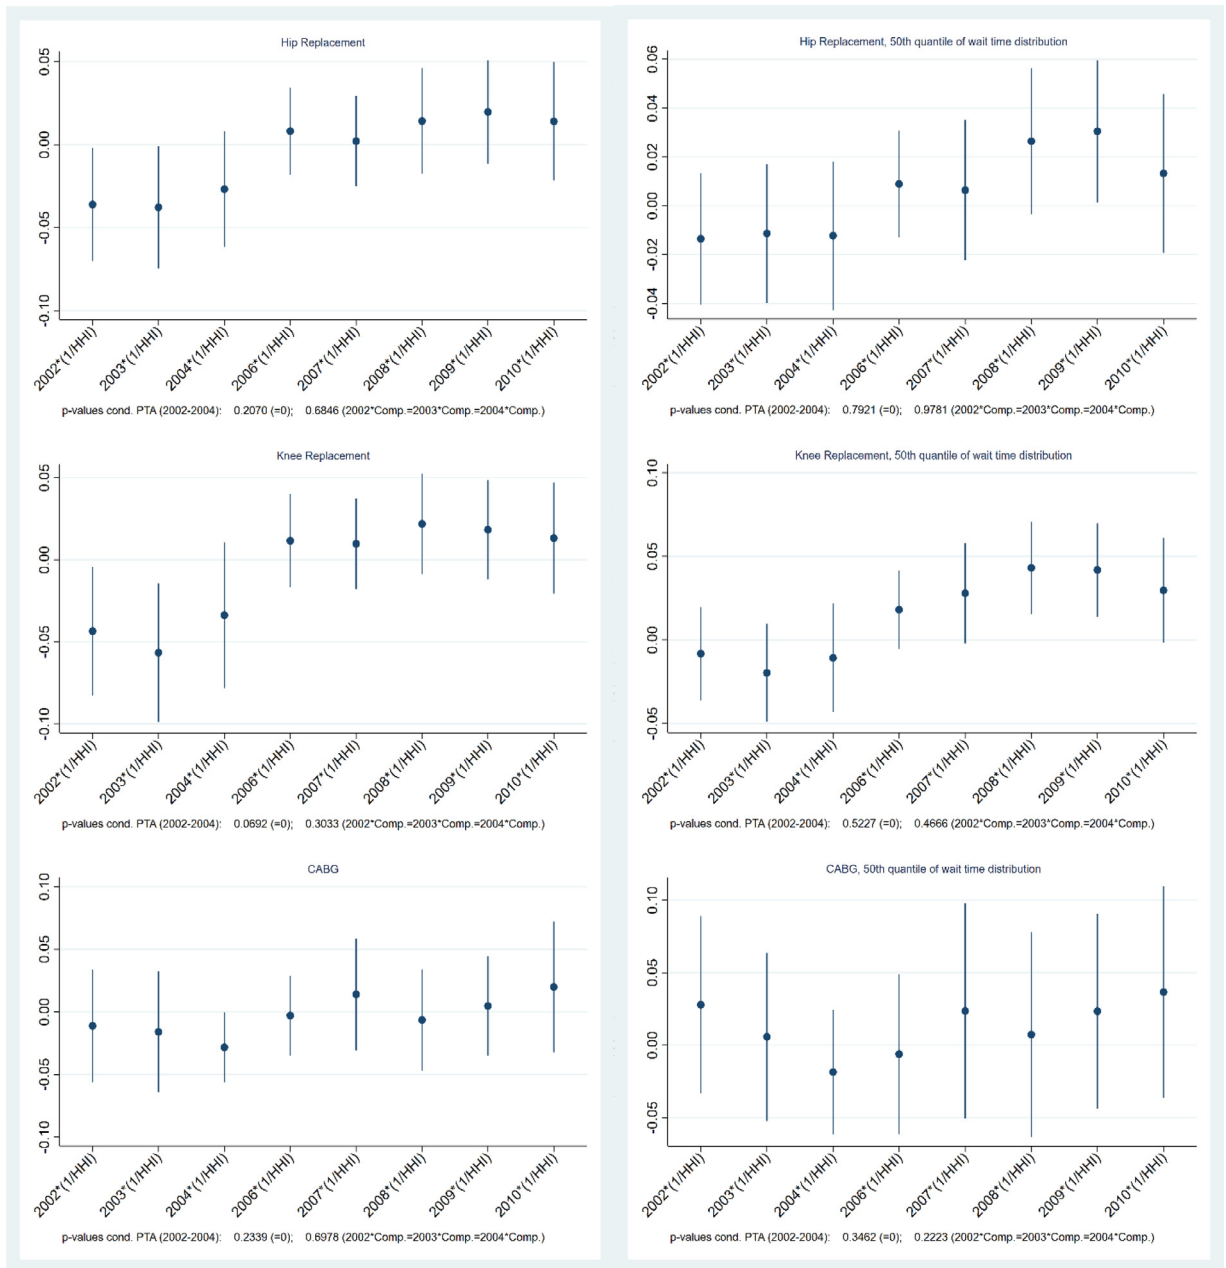 Hip Replacement
0.05
0.00
-0.05
-0.10
2002*(1/HHI)
2003*(1/HHI)
2004*(1/HHI)
2006*(1/HHI)
2007*(1/HHI)
2008*(1/HHI)
2009*(1/HHI)
2010*(1/HHI)
p-values cond. PTA (2002-2004): 0.2070 (=0); 0.6846 (2002*Comp.=2003*Comp.=2004*Comp.)
Hip Replacement, 50th quantile of wait time distribution
0.06
0.04
0.02
0.00
-0.02
-0.04
2002*(1/HHI)
2003*(1/HHI)
2004*(1/HHI)
2006*(1/HHI)
2007*(1/HHI)
2008*(1/HHI)
2009*(1/HHI)
2010*(1/HHI)
p-values cond. PTA (2002-2004): 0.7921 (=0); 0.9781 (2002*Comp.=2003*Comp.=2004*Comp.)
Knee Replacement
0.05
0.00
-0.05
-0.10
2002*(1/HHI)
2003*(1/HHI)
2004*(1/HHI)
2006*(1/HHI)
2007*(1/HHI)
2008*(1/HHI)
2009*(1/HHI)
2010*(1/HHI)
p-values cond. PTA (2002-2004): 0.0692 (=0); 0.3033 (2002*Comp.=2003*Comp.=2004*Comp.)
Knee Replacement, 50th quantile of wait time distribution
0.10
0.05
0.00
-0.05
2002*(1/HHI)
2003*(1/HHI)
2004*(1/HHI)
2006*(1/HHI)
2007*(1/HHI)
2008*(1/HHI)
2009*(1/HHI)
2010*(1/HHI)
p-values cond. PTA (2002-2004): 0.5227 (=0); 0.4666 (2002*Comp.=2003*Comp.=2004*Comp.)
CABG
0.10
0.05
0.00
-0.05
-0.10
2002*(1/HHI)
2003*(1/HHI)
2004*(1/HHI)
2006*(1/HHI)
2007*(1/HHI)
2008*(1/HHI)
2009*(1/HHI)
2010*(1/HHI)
p-values cond. PTA (2002-2004): 0.2339 (=0); 0.6978 (2002*Comp.=2003*Comp.=2004*Comp.)
CABG, 50th quantile of wait time distribution
0.10
0.05
0.00
-0.05
2002*(1/HHI)
2003*(1/HHI)
2004*(1/HHI)
2006*(1/HHI)
2007*(1/HHI)
2008*(1/HHI)
2009*(1/HHI)
2010*(1/HHI)
p-values cond. PTA (2002-2004): 0.3462 (=0); 0.2223 (2002*Comp.=2003*Comp.=2004*Comp.)